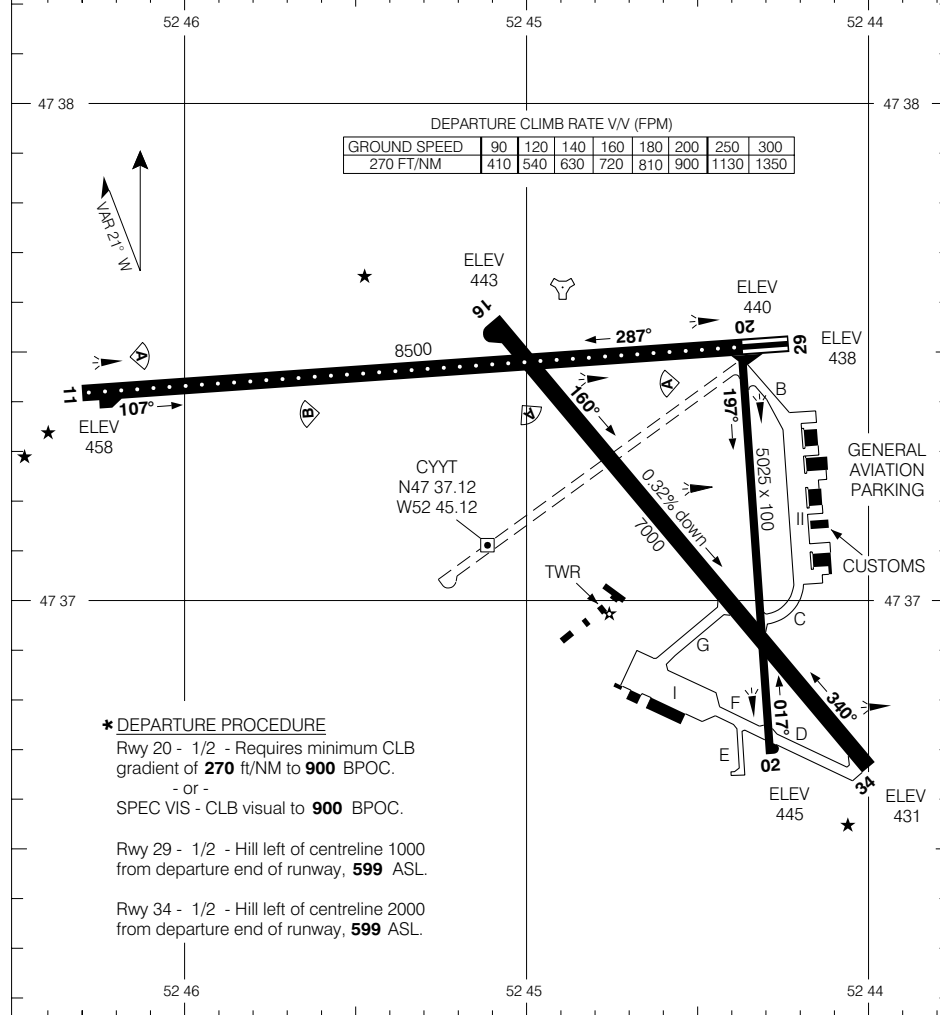 52 46
52 45
52 44
47 38
47 38
DEPARTURE CLIMB RATE V/V (FPM)
GROUND SPEED 90 120 140 160 180 200 250 300
270 FT/NM 410 540 630 720 810 900 1130 1350
VAR 21° W
ELEV
443
16
ELEV
440
20
29
ELEV
438
287°
8500
A
11
107°
ELEV
458
B
A
A
160°
197°
B
5025 x 100
GENERAL
AVIATION
PARKING
CYYT
N47 37.12
W52 45.12
0.32% down
7000
II
CUSTOMS
TWR
47 37
47 37
C
G
I
F
017°
340°
D
E
02
34
ELEV
445
ELEV
431
* DEPARTURE PROCEDURE
Rwy 20 - 1/2 - Requires minimum CLB
gradient of 270 ft/NM to 900 BPOC.
- or -
SPEC VIS - CLB visual to 900 BPOC.
Rwy 29 - 1/2 - Hill left of centreline 1000
from departure end of runway, 599 ASL.
Rwy 34 - 1/2 - Hill left of centreline 2000
from departure end of runway, 599 ASL.
52 46
52 45
52 44